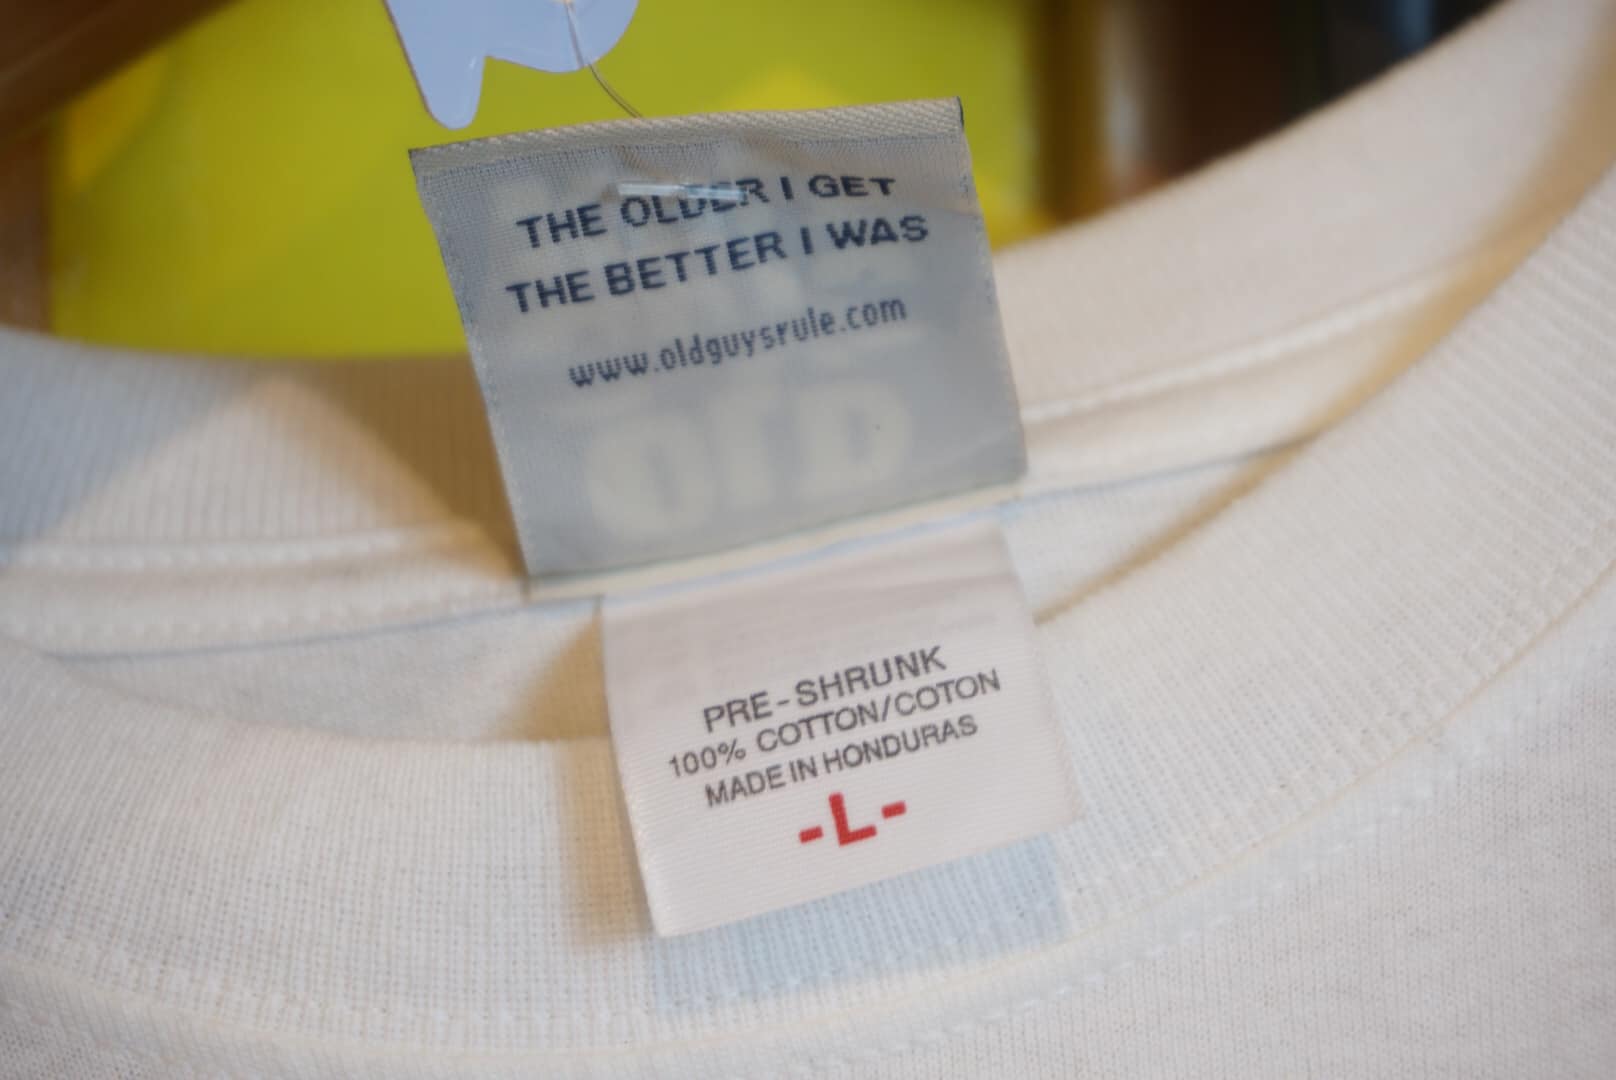 THE OLDER I GET
THE BETTER I WAS
www.oldguysrule.com
PRE-SHRUNK
100% COTTON/COTON
MADE IN HONDURAS
-L-